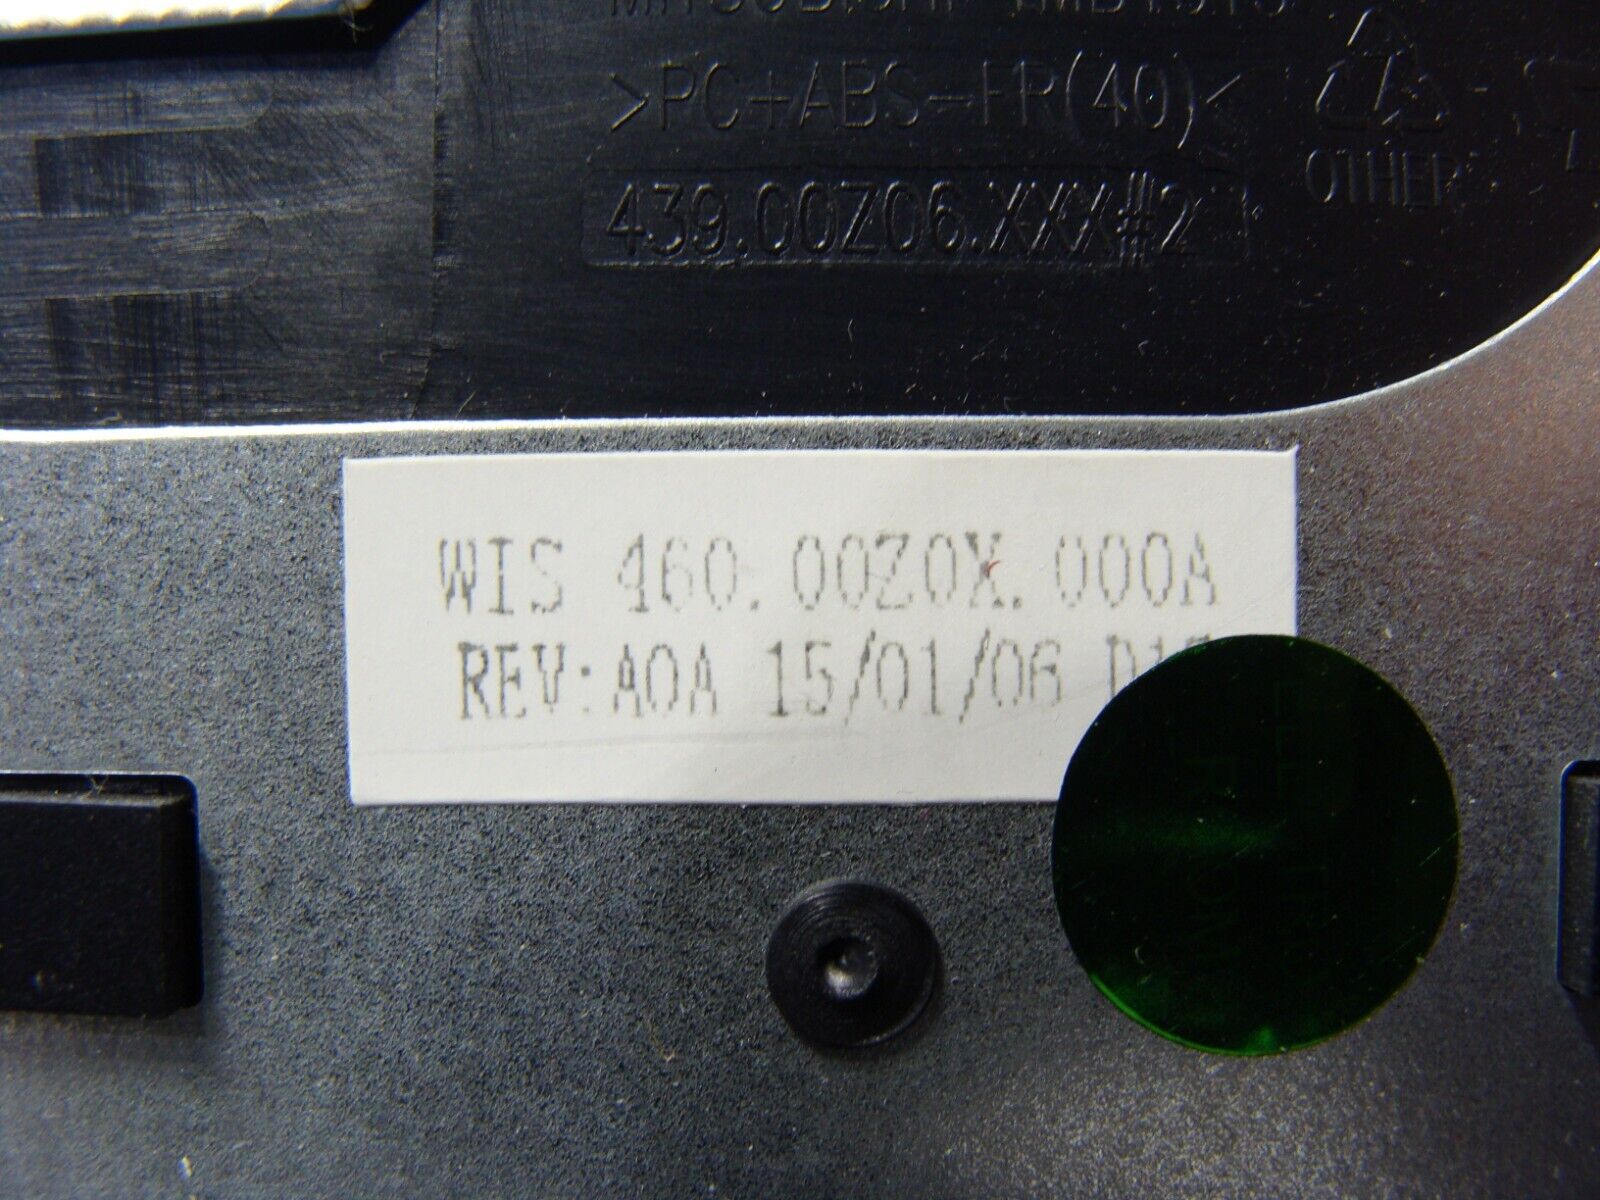 >PC+ABS-FR(40)<
439.00Z06.XXX#2
OTHER
WIS 460.00Z0X.000A
REV:A0A 15/01/06